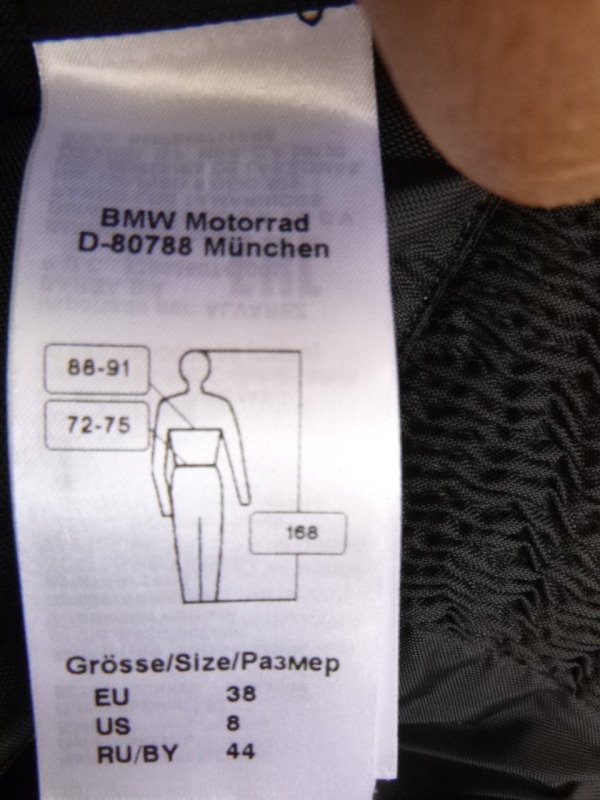 BMW Motorrad
D-80788 München
88-91
72-75
168
Grösse/Size/Размер
EU 38
US 8
RU/BY 44